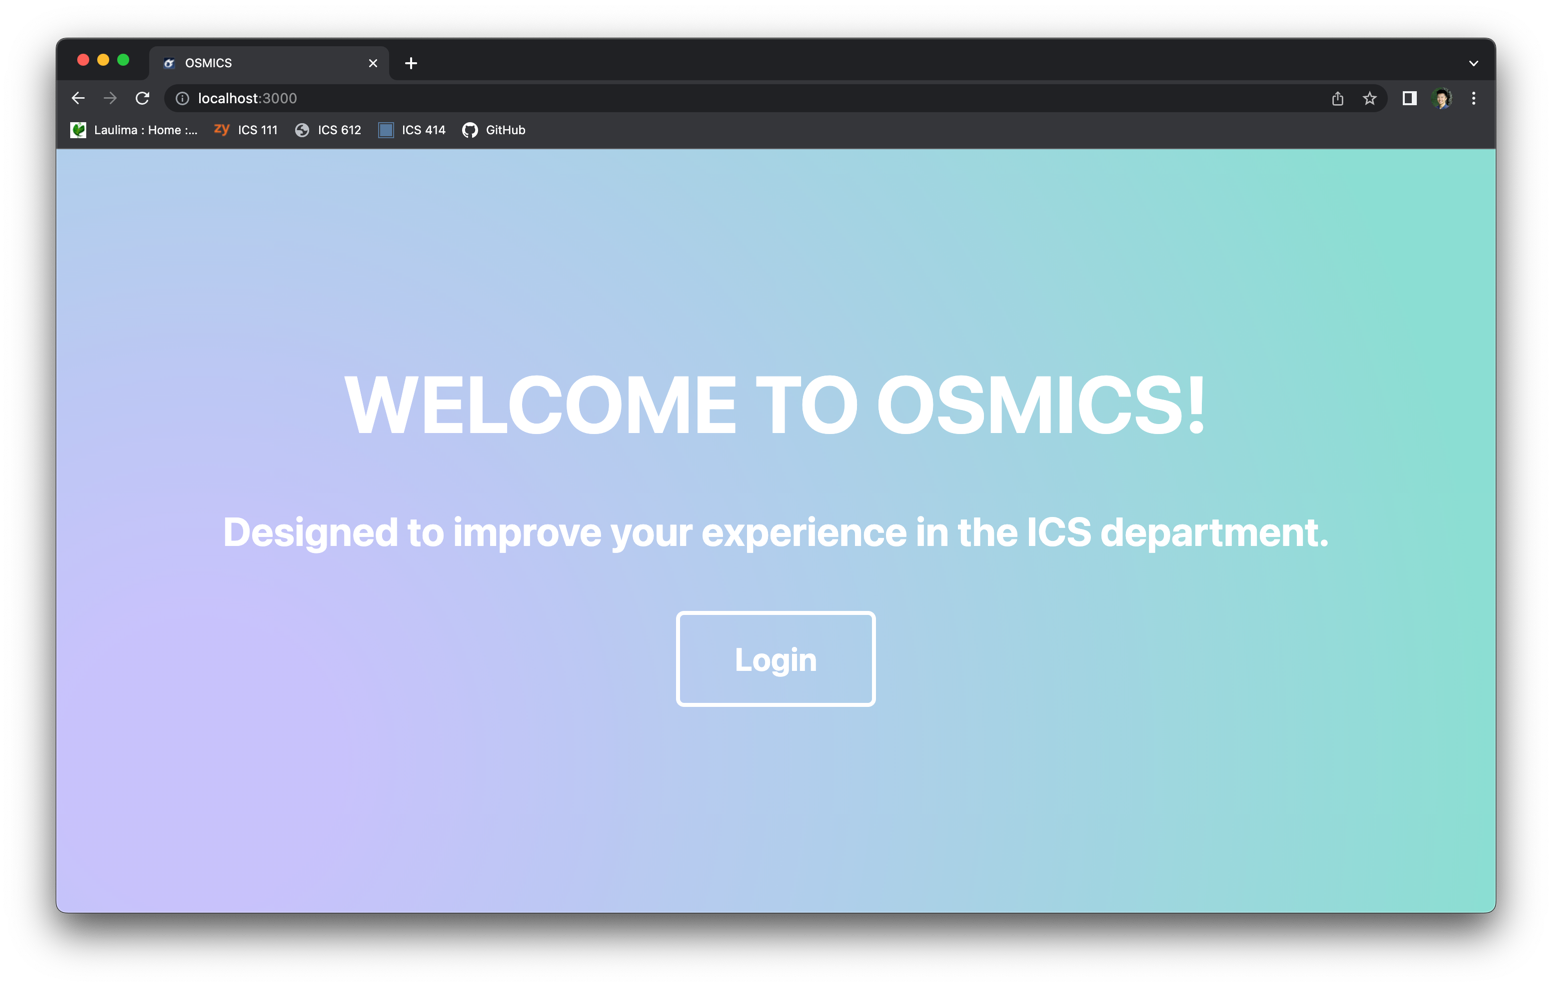 OSMICS
localhost:3000
Laulima : Home :... zy ICS 111 ICS 612 ICS 414 GitHub
WELCOME TO OSMICS!
Designed to improve your experience in the ICS department.
Login